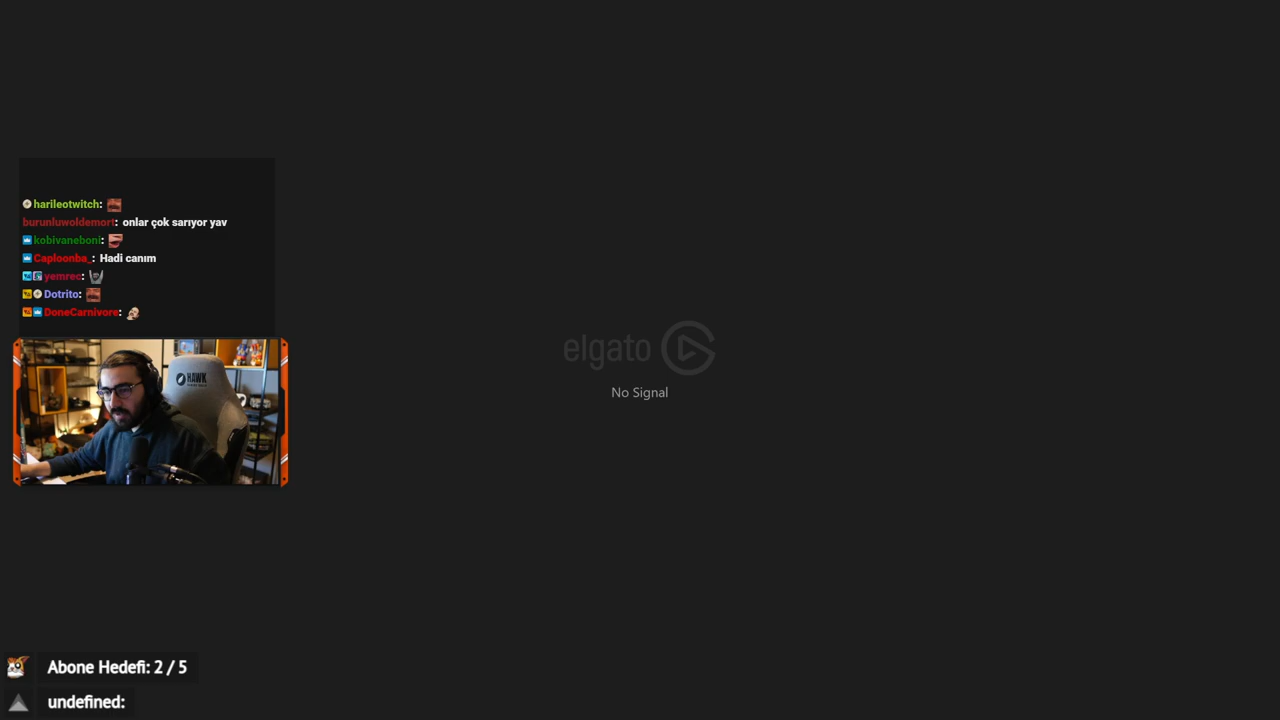 harileotwitch:
burunluwoldemort: onlar çok sarıyor yav
kobivaneboni:
Caploonba_: Hadi canım
yemrec:
Dotrito:
DoneCarnivore:
HAWK
elgato
No Signal
Abone Hedefi: 2 / 5
undefined: